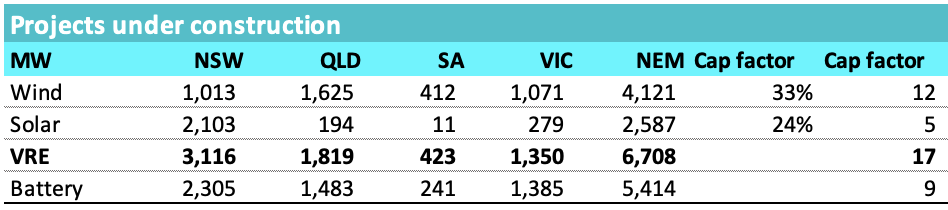 Projects under construction
MW NSW QLD SA VIC NEM Cap factor Cap factor
Wind 1,013 1,625 412 1,071 4,121 33% 12
Solar 2,103 194 11 279 2,587 24% 5
VRE 3,116 1,819 423 1,350 6,708 17
Battery 2,305 1,483 241 1,385 5,414 9